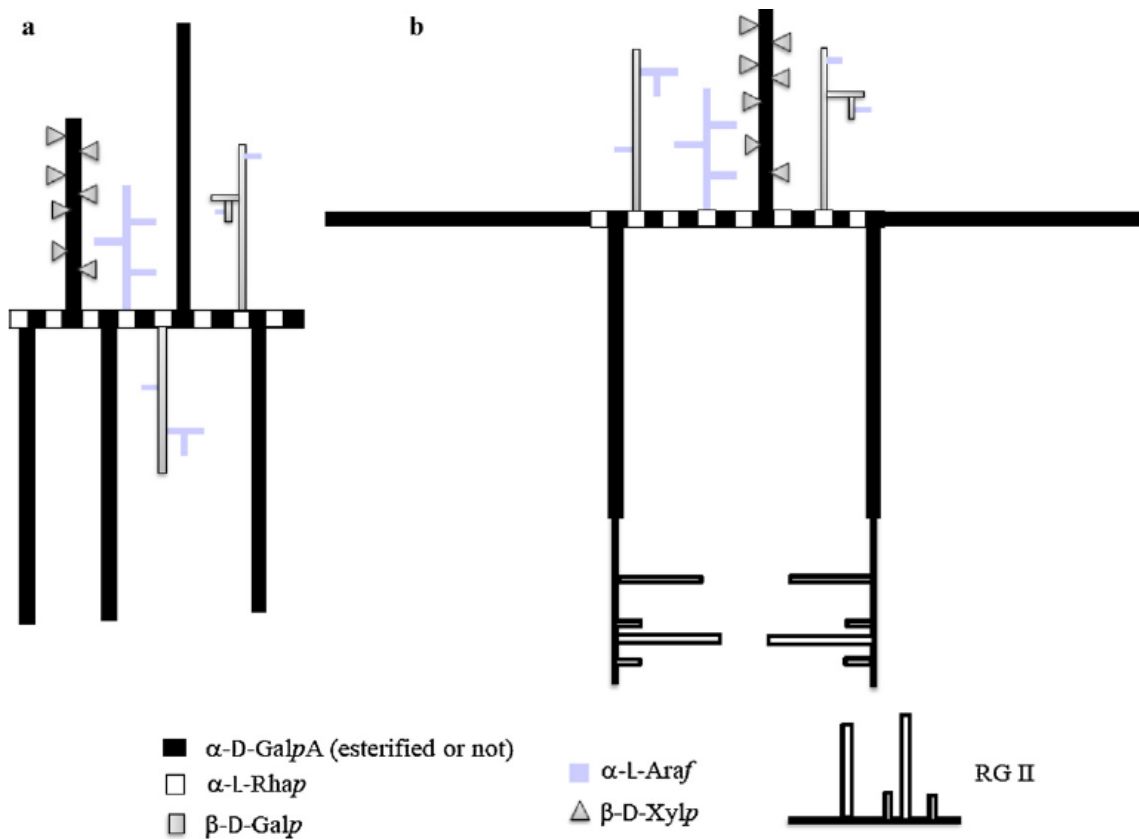 a
b
α-D-GalpA (esterified or not)
α-L-Rhap
β-D-Galp
α-L-Araf
β-D-Xylp
RG II